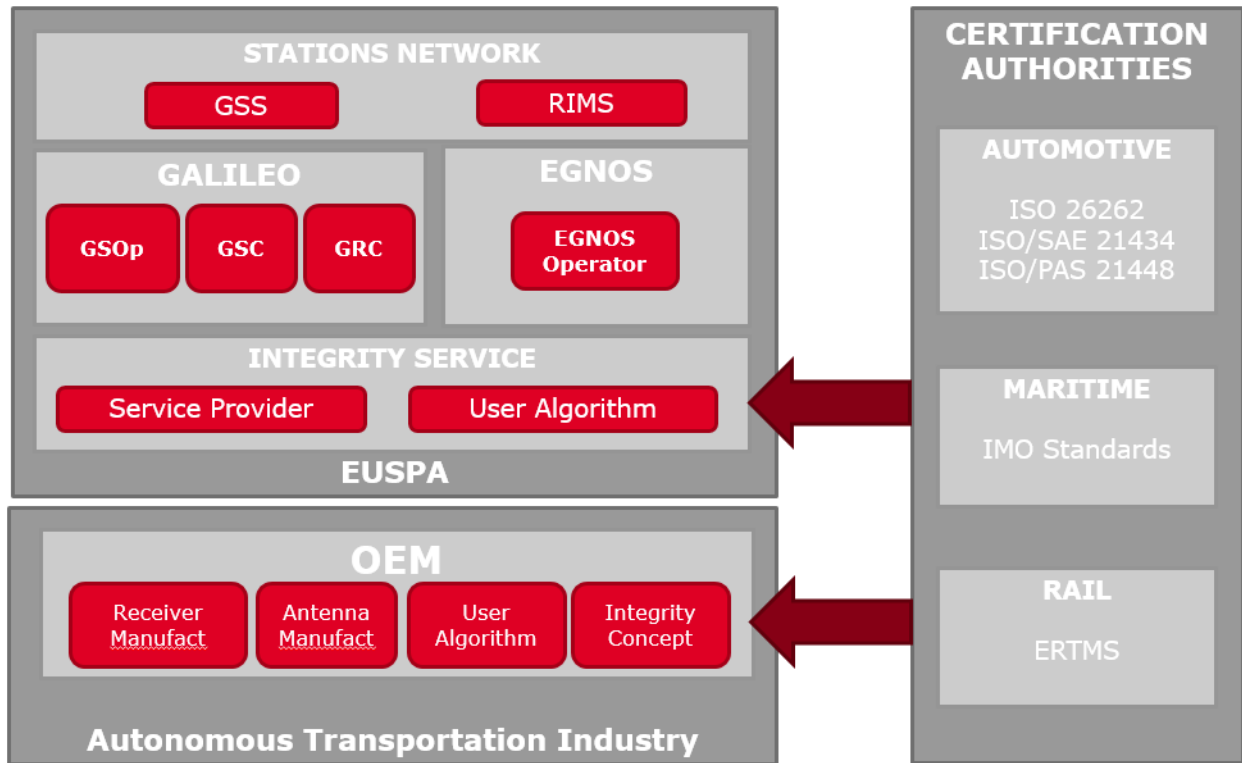 STATIONS NETWORK
GSS
RIMS
GALILEO
GSOp
GSC
GRC
EGNOS
EGNOS
Operator
INTEGRITY SERVICE
Service Provider
User Algorithm
EUSPA
OEM
Receiver
Manufact
Antenna
Manufact
User
Algorithm
Integrity
Concept
Autonomous Transportation Industry
CERTIFICATION
AUTHORITIES
AUTOMOTIVE
ISO 26262
ISO/SAE 21434
ISO/PAS 21448
MARITIME
IMO Standards
RAIL
ERTMS